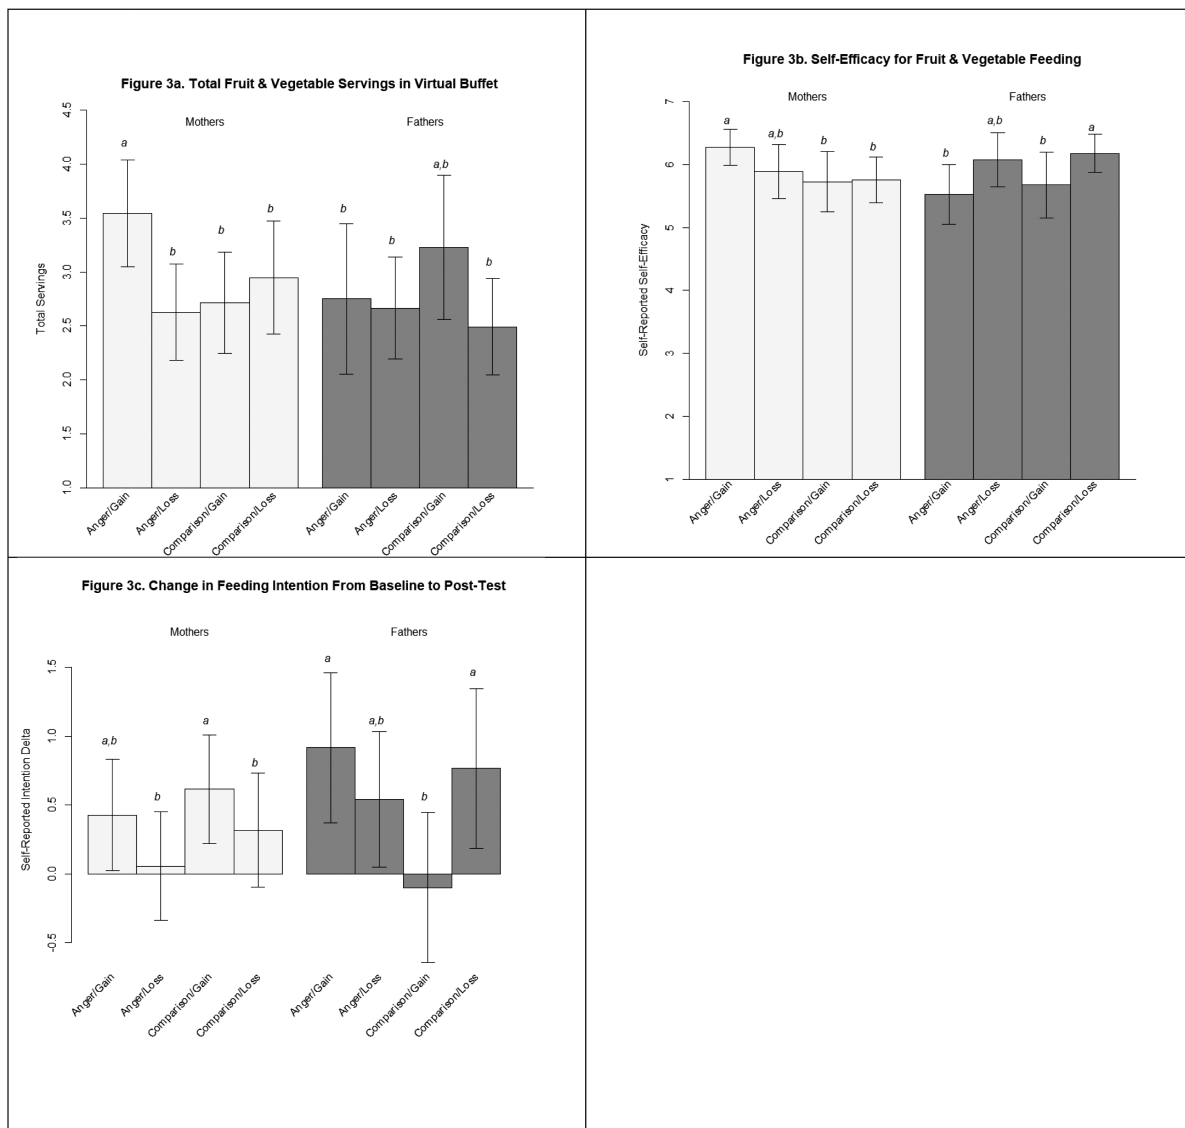 Figure 3a. Total Fruit & Vegetable Servings in Virtual Buffet
Mothers
Fathers
Total Servings
4.5
4.0
3.5
3.0
2.5
2.0
1.5
1.0
a
b
b
b
b
b
a,b
b
Anger/Gain
Anger/Loss
Comparison/Gain
Comparison/Loss
Anger/Gain
Anger/Loss
Comparison/Gain
Comparison/Loss
Figure 3b. Self-Efficacy for Fruit & Vegetable Feeding
Mothers
Fathers
Self-Reported Self-Efficacy
7
6
5
4
3
2
1
a
a,b
b
b
b
a,b
b
a
Anger/Gain
Anger/Loss
Comparison/Gain
Comparison/Loss
Anger/Gain
Anger/Loss
Comparison/Gain
Comparison/Loss
Figure 3c. Change in Feeding Intention From Baseline to Post-Test
Mothers
Fathers
Self-Reported Intention Delta
1.5
1.0
0.5
0.0
-0.5
a,b
b
a
b
a
a,b
b
a
Anger/Gain
Anger/Loss
Comparison/Gain
Comparison/Loss
Anger/Gain
Anger/Loss
Comparison/Gain
Comparison/Loss